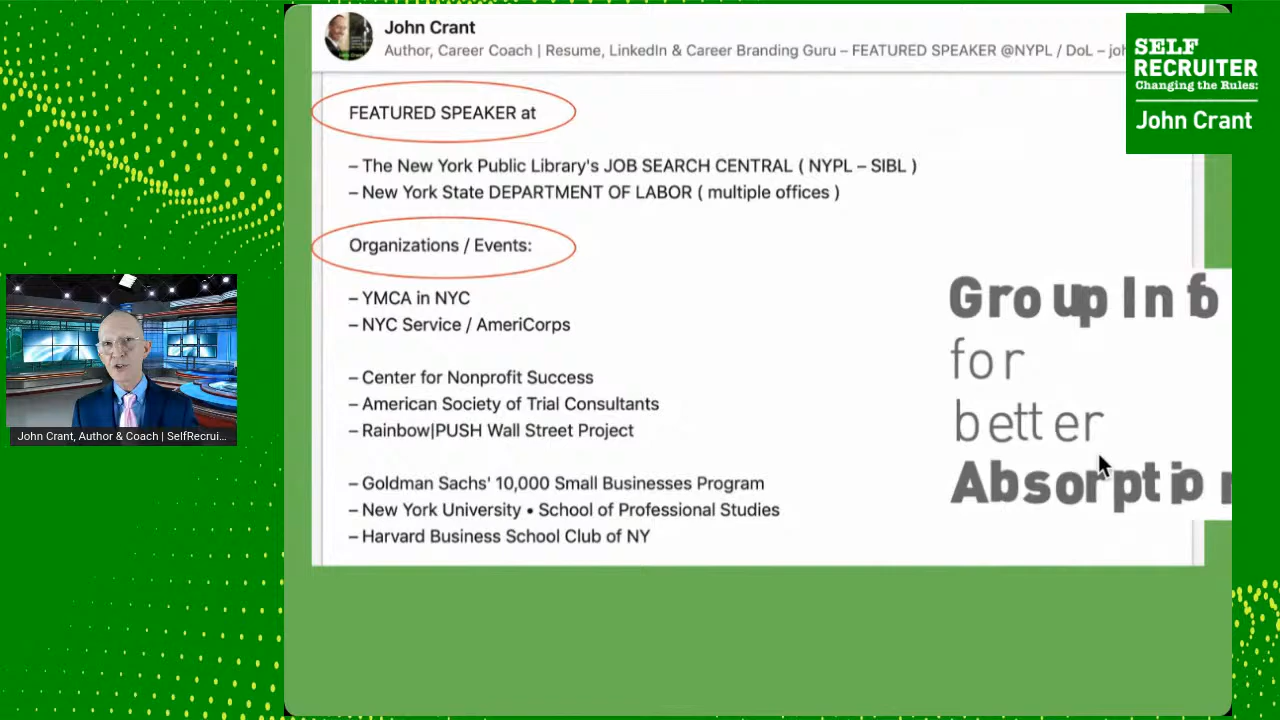 John Crant
Author, Career Coach | Resume, LinkedIn & Career Branding Guru – FEATURED SPEAKER @NYPL / DoL –
SELF
RECRUITER
Changing the Rules:
John Crant
FEATURED SPEAKER at
– The New York Public Library's JOB SEARCH CENTRAL ( NYPL – SIBL )
– New York State DEPARTMENT OF LABOR ( multiple offices )
Organizations / Events:
– YMCA in NYC
– NYC Service / AmeriCorps
– Center for Nonprofit Success
– American Society of Trial Consultants
– Rainbow|PUSH Wall Street Project
– Goldman Sachs' 10,000 Small Businesses Program
– New York University • School of Professional Studies
– Harvard Business School Club of NY
Group Info
for
better
Absorption
John Crant, Author & Coach | SelfRecrui...